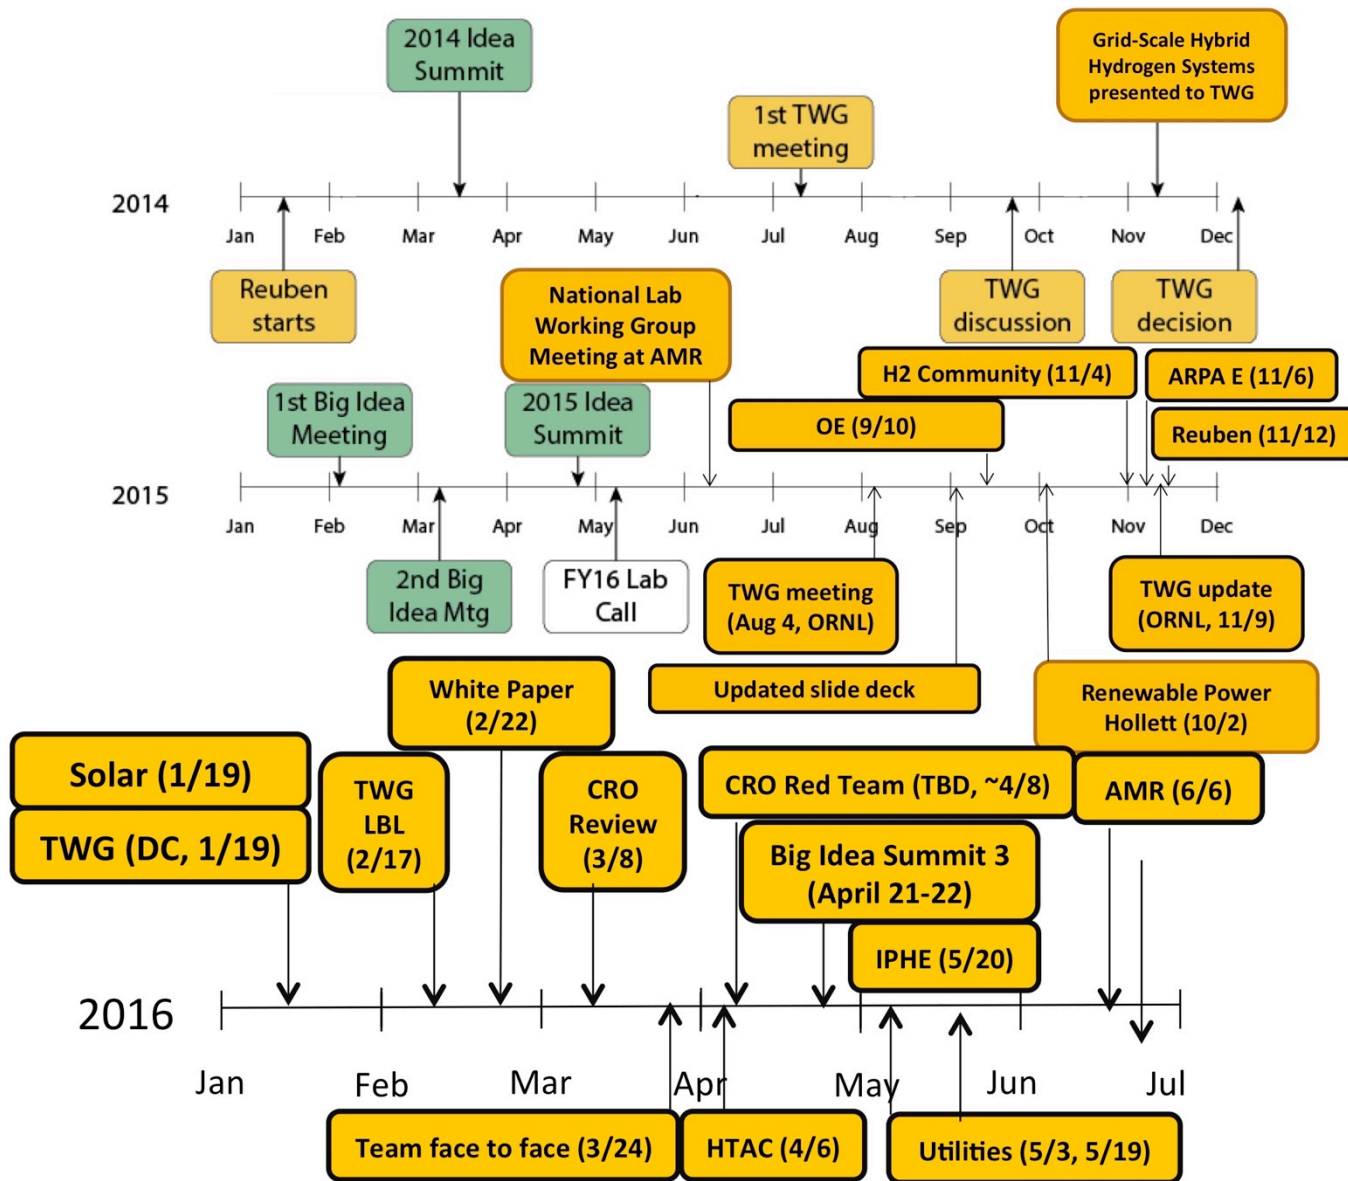 2014 Idea
Summit
Grid-Scale Hybrid
Hydrogen Systems
presented to TWG
1st TWG
meeting
2014
Jan
Feb
Mar
Apr
May
Jun
Jul
Aug
Sep
Oct
Nov
Dec
Reuben
starts
National Lab
Working Group
Meeting at AMR
TWG
discussion
TWG
decision
H2 Community (11/4)
ARPA E (11/6)
1st Big Idea
Meeting
2015 Idea
Summit
OE (9/10)
Reuben (11/12)
2015
Jan
Feb
Mar
Apr
May
Jun
Jul
Aug
Sep
Oct
Nov
Dec
2nd Big
Idea Mtg
FY16 Lab
Call
TWG meeting
(Aug 4, ORNL)
TWG update
(ORNL, 11/9)
White Paper
(2/22)
Updated slide deck
Renewable Power
Hollett (10/2)
Solar (1/19)
TWG (DC, 1/19)
TWG
LBL
(2/17)
CRO
Review
(3/8)
CRO Red Team (TBD, ~4/8)
AMR (6/6)
Big Idea Summit 3
(April 21-22)
IPHE (5/20)
2016
Jan
Feb
Mar
Apr
May
Jun
Jul
Team face to face (3/24)
HTAC (4/6)
Utilities (5/3, 5/19)